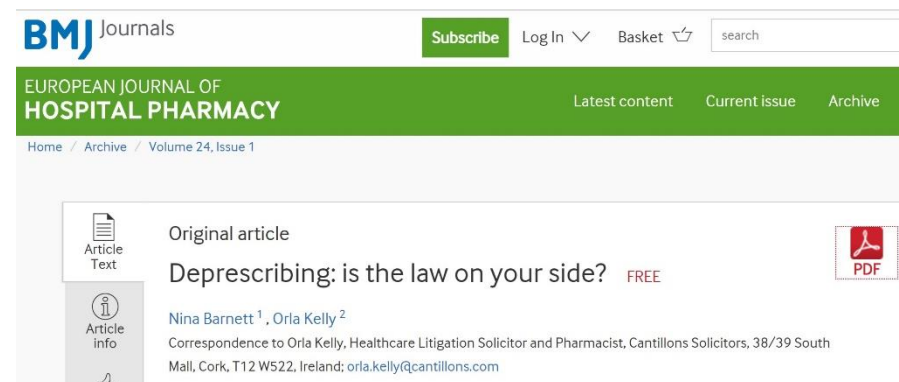 BMJ Journals
Subscribe Log In Basket search
EUROPEAN JOURNAL OF
HOSPITAL PHARMACY
Latest content Current issue Archive
Home / Archive / Volume 24, Issue 1
Article
Text
Original article
Deprescribing: is the law on your side? FREE
PDF
Article
info
Nina Barnett 1 , Orla Kelly 2
Correspondence to Orla Kelly, Healthcare Litigation Solicitor and Pharmacist, Cantillons Solicitors, 38/39 South
Mall, Cork, T12 W522, Ireland; orla.kelly@cantillons.com